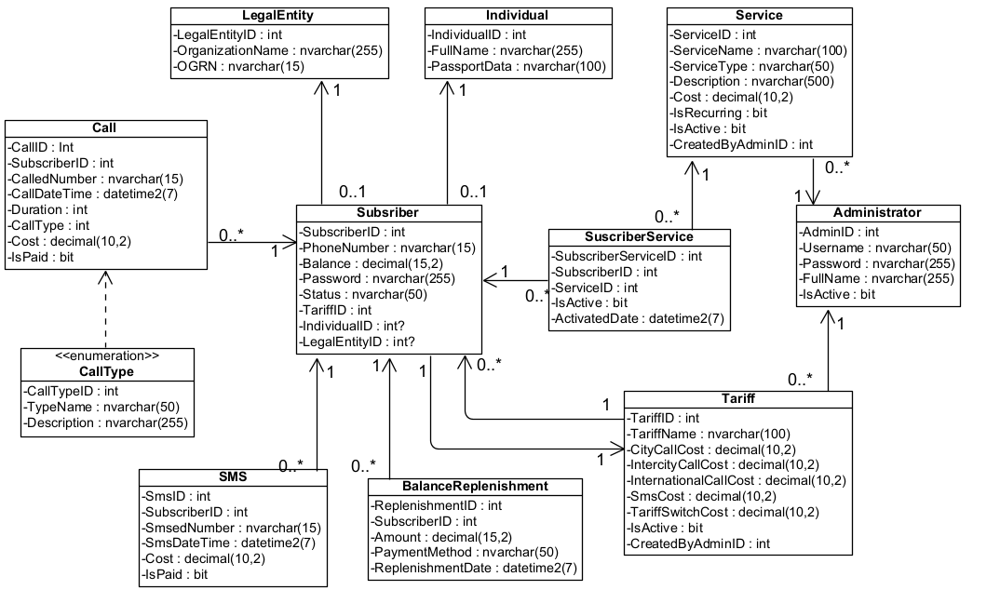 LegalEntity
-LegalEntityID : int
-OrganizationName : nvarchar(255)
-OGRN : nvarchar(15)
1
Individual
-IndividualID : int
-FullName : nvarchar(255)
-PassportData : nvarchar(100)
1
Service
-ServiceID : int
-ServiceName : nvarchar(100)
-ServiceType : nvarchar(50)
-Description : nvarchar(500)
-Cost : decimal(10,2)
-IsRecurring : bit
-IsActive : bit
-CreatedByAdminID : int
1
0..*
1
Call
-CallID : Int
-SubscriberID : int
-CalledNumber : nvarchar(15)
-CallDateTime : datetime2(7)
-Duration : int
-CallType : int
-Cost : decimal(10,2)
-IsPaid : bit
0..*
1
0..1
0..1
Subsriber
-SubscriberID : int
-PhoneNumber : nvarchar(15)
-Balance : decimal(15,2)
-Password : nvarchar(255)
-Status : nvarchar(50)
-TariffID : int
-IndividualID : int?
-LegalEntityID : int?
0..*
SuscriberService
-SubscriberServiceID : int
-SubscriberID : int
-ServiceID : int
-IsActive : bit
-ActivatedDate : datetime2(7)
1
0..*
Administrator
-AdminID : int
-Username : nvarchar(50)
-Password : nvarchar(255)
-FullName : nvarchar(255)
-IsActive : bit
1
0..*
<<enumeration>>
CallType
-CallTypeID : int
-TypeName : nvarchar(50)
-Description : nvarchar(255)
1
1
1
0..*
1
1
Tariff
-TariffID : int
-TariffName : nvarchar(100)
-CityCallCost : decimal(10,2)
-IntercityCallCost : decimal(10,2)
-InternationalCallCost : decimal(10,2)
-SmsCost : decimal(10,2)
-TariffSwitchCost : decimal(10,2)
-IsActive : bit
-CreatedByAdminID : int
0..*
SMS
-SmsID : int
-SubscriberID : int
-SmsedNumber : nvarchar(15)
-SmsDateTime : datetime2(7)
-Cost : decimal(10,2)
-IsPaid : bit
0..*
BalanceReplenishment
-ReplenishmentID : int
-SubscriberID : int
-Amount : decimal(15,2)
-PaymentMethod : nvarchar(50)
-ReplenishmentDate : datetime2(7)